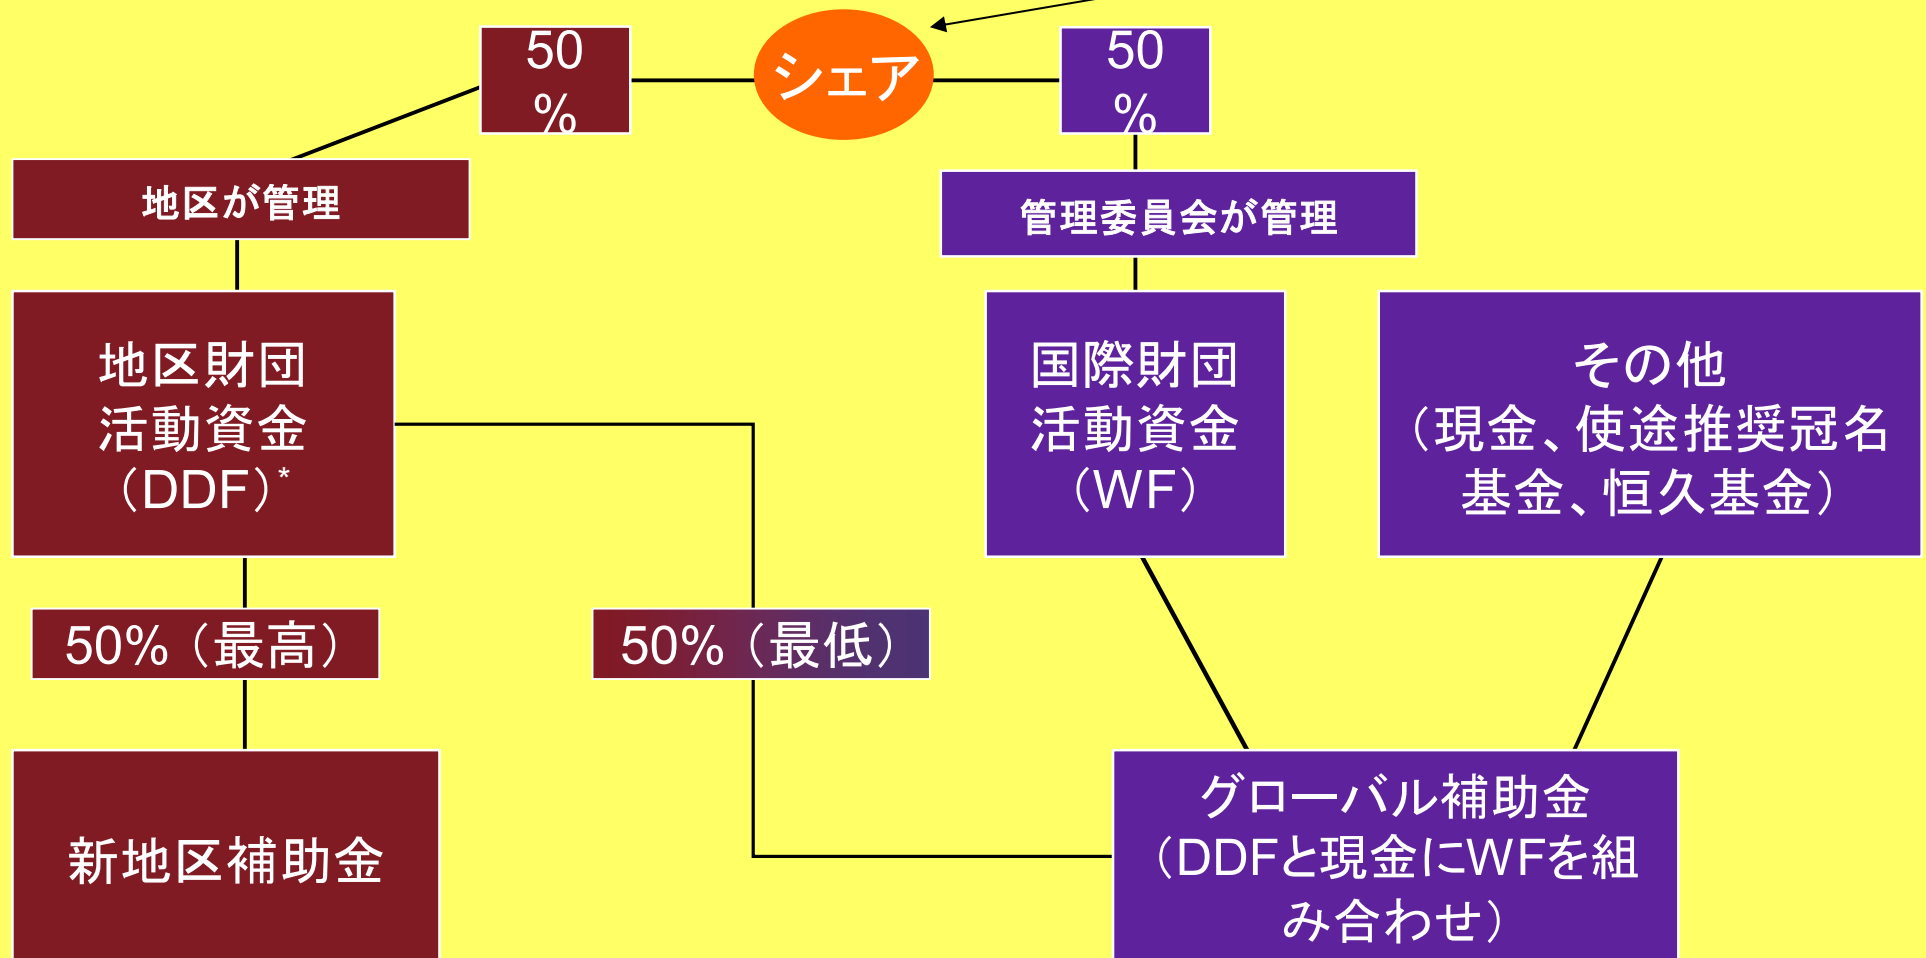 50
%
シェア
50
%
地区が管理
管理委員会が管理
地区財団
活動資金
（DDF）*
国際財団
活動資金
（WF）
その他
（現金、使途推奨冠名
基金、恒久基金）
50%（最高）
50%（最低）
新地区補助金
グローバル補助金
（DDFと現金にWFを組
み合わせ）